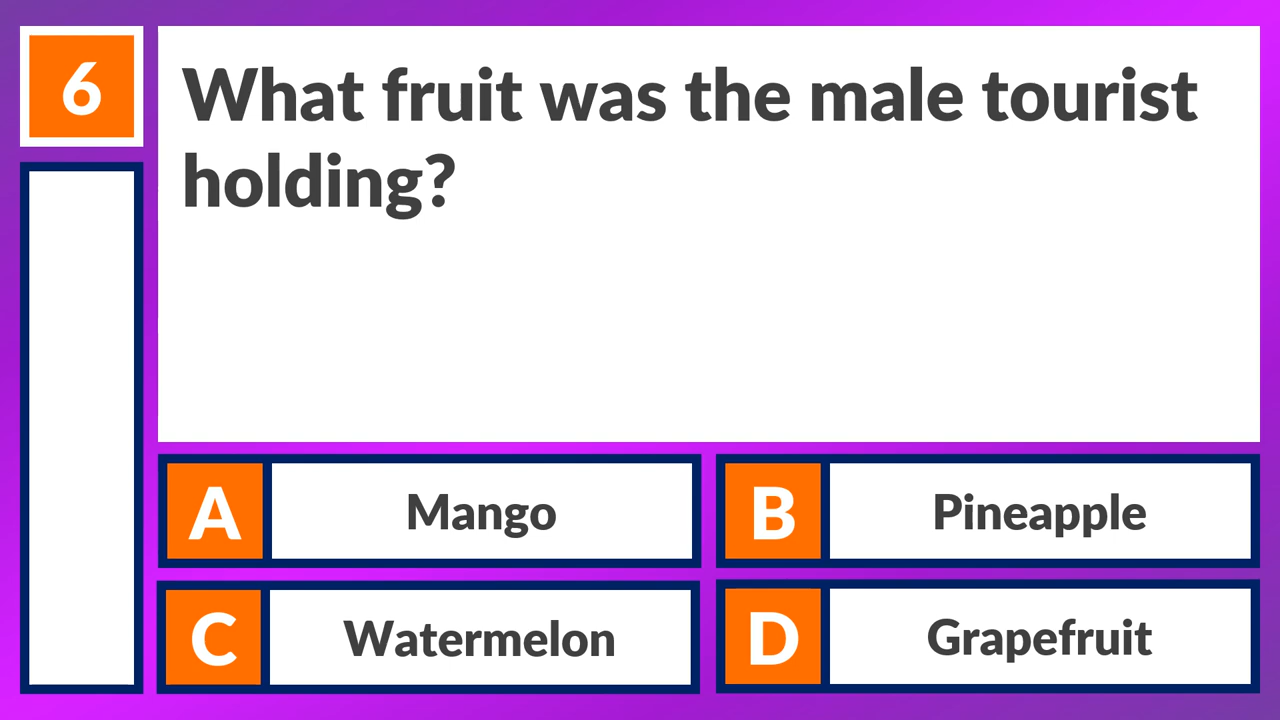 6
What fruit was the male tourist
holding?
A Mango
B Pineapple
C Watermelon
D Grapefruit